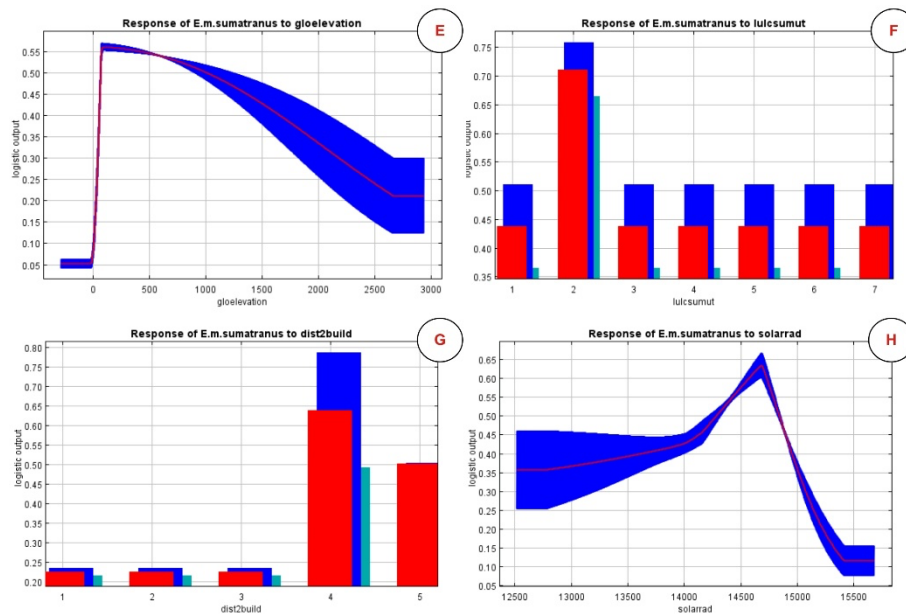 Response of E.m.sumatranus to gloelevation
E
logistic output
0.55
0.50
0.45
0.40
0.35
0.30
0.25
0.20
0.15
0.10
0.05
0 500 1000 1500 2000 2500 3000
gloelevation
Response of E.m.sumatranus to lulcsumut
F
logistic output
0.75
0.70
0.65
0.60
0.55
0.50
0.45
0.40
0.35
1 2 3 4 5 6 7
lulcsumut
Response of E.m.sumatranus to dist2build
G
logistic output
0.80
0.75
0.70
0.65
0.60
0.55
0.50
0.45
0.40
0.35
0.30
0.25
0.20
1 2 3 4 5
dist2build
Response of E.m.sumatranus to solarrad
H
logistic output
0.65
0.60
0.55
0.50
0.45
0.40
0.35
0.30
0.25
0.20
0.15
0.10
0.05
12500 13000 13500 14000 14500 15000 15500
solarrad